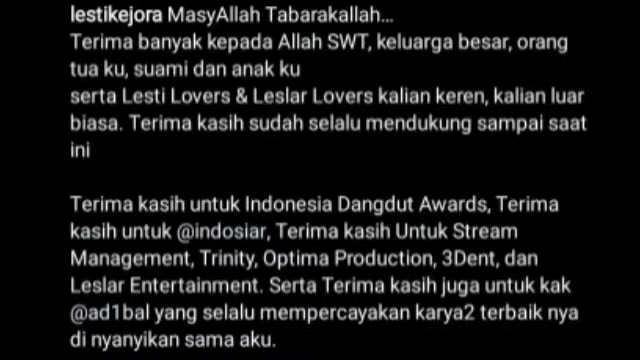 lestikejora MasyAllah Tabarakallah...
Terima banyak kepada Allah SWT, keluarga besar, orang
tua ku, suami dan anak ku
serta Lesti Lovers & Leslar Lovers kalian keren, kalian luar
biasa. Terima kasih sudah selalu mendukung sampai saat
ini
Terima kasih untuk Indonesia Dangdut Awards, Terima
kasih untuk @indosiar, Terima kasih Untuk Stream
Management, Trinity, Optima Production, 3Dent, dan
Leslar Entertainment. Serta Terima kasih juga untuk kak
@ad1bal yang selalu mempercayakan karya2 terbaik nya
di nyanyikan sama aku.